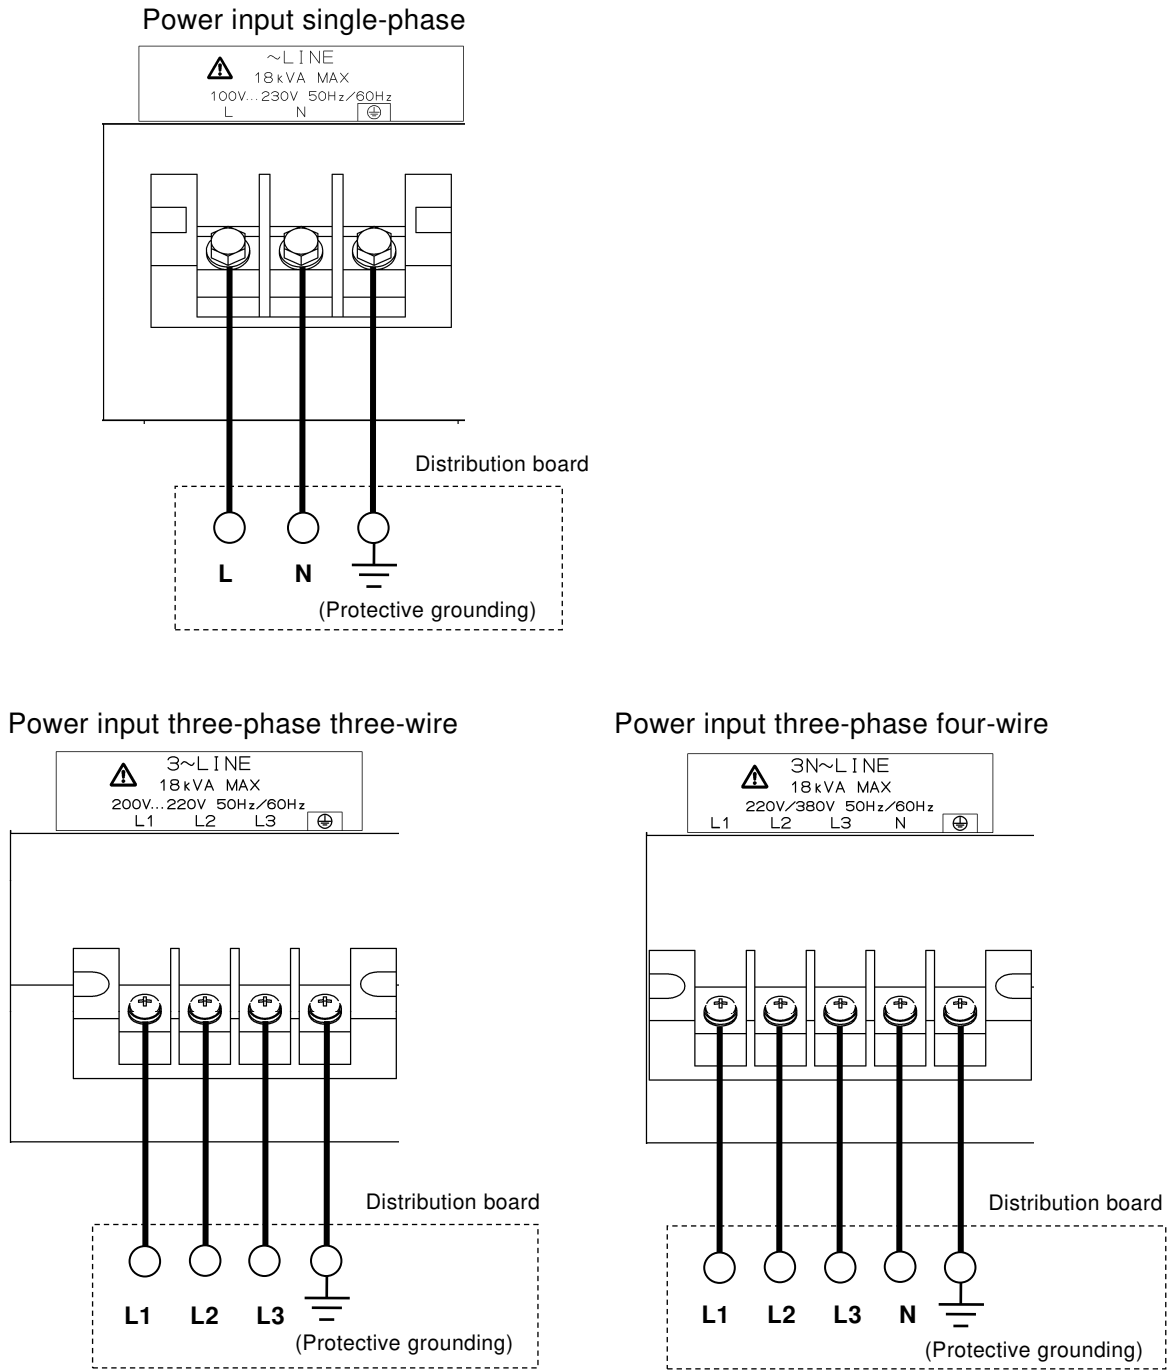 Power input single-phase
~LINE
18kVA MAX
100V...230V 50Hz/60Hz
L N
Distribution board
L N
(Protective grounding)
Power input three-phase three-wire
3~LINE
18kVA MAX
200V...220V 50Hz/60Hz
L1 L2 L3
Distribution board
L1 L2 L3
(Protective grounding)
Power input three-phase four-wire
3N~LINE
18kVA MAX
220V/380V 50Hz/60Hz
L1 L2 L3 N
Distribution board
L1 L2 L3 N
(Protective grounding)